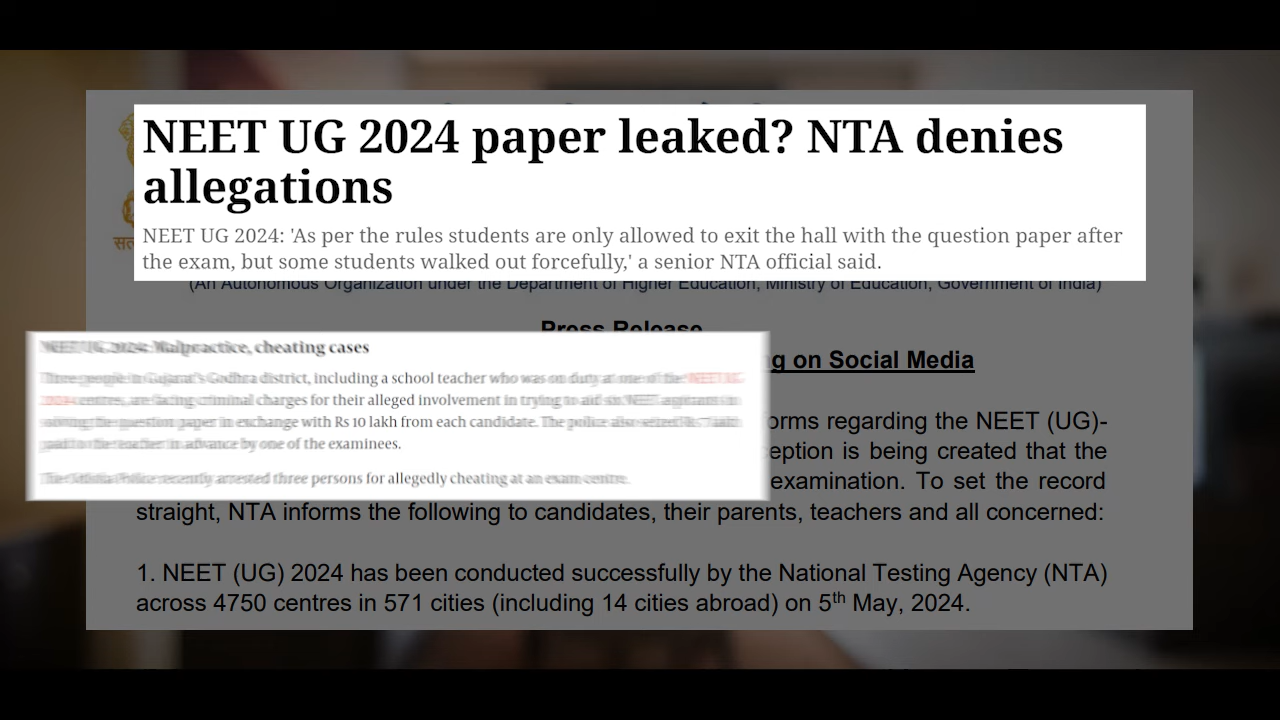 NEET UG 2024 paper leaked? NTA denies
allegations
NEET UG 2024: 'As per the rules students are only allowed to exit the hall with the question paper after
the exam, but some students walked out forcefully,' a senior NTA official said.
(An Autonomous Organization under the Department of Higher Education, Ministry of Education, Government of India)
Press Release
NEET UG 2024: Malpractice, cheating cases
Three people in Gujarat's Godhra district, including a school teacher who was on duty at one of the NEET UG
2024 centres, are facing criminal charges for their alleged involvement in trying to aid six NEET aspirants in
solving the question paper in exchange with Rs 10 lakh from each candidate. The police also seized Rs 7 lakh
paid to the teacher in advance by one of the examinees.
The Odisha Police recently arrested three persons for allegedly cheating at an exam centre.
on Social Media
regarding the NEET (UG)-
is being created that the
examination. To set the record
straight, NTA informs the following to candidates, their parents, teachers and all concerned:
1. NEET (UG) 2024 has been conducted successfully by the National Testing Agency (NTA)
across 4750 centres in 571 cities (including 14 cities abroad) on 5th May, 2024.